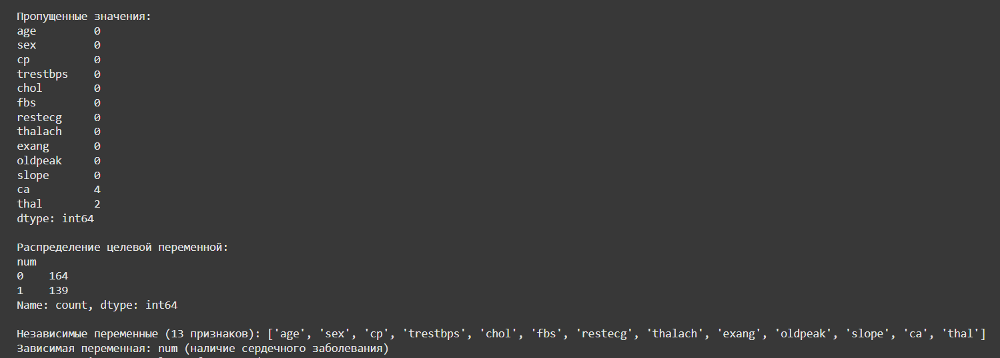 Пропущенные значения:
age 0
sex 0
cp 0
trestbps 0
chol 0
fbs 0
restecg 0
thalach 0
exang 0
oldpeak 0
slope 0
ca 4
thal 2
dtype: int64
Распределение целевой переменной:
num
0 164
1 139
Name: count, dtype: int64
Независимые переменные (13 признаков): ['age', 'sex', 'cp', 'trestbps', 'chol', 'fbs', 'restecg', 'thalach', 'exang', 'oldpeak', 'slope', 'ca', 'thal']
Зависимая переменная: num (наличие сердечного заболевания)